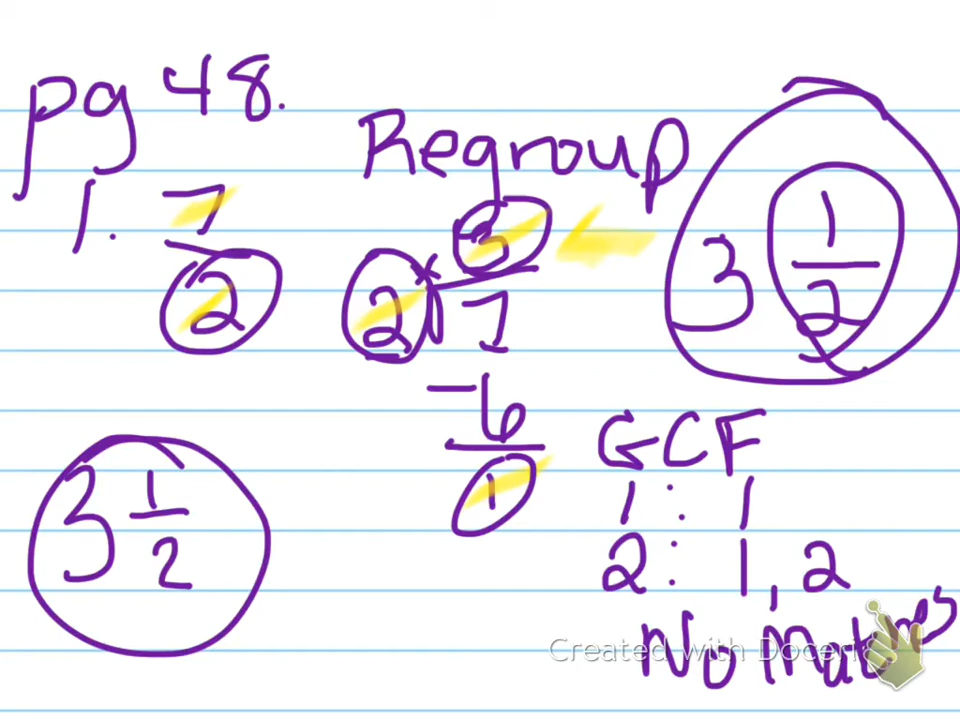 pg 48.
Regroup
1. 7/2
3
2)7
-6
1
3 1/2
3 1/2
GCF
1: 1
2: 1, 2
No Matches
Created with Doceri